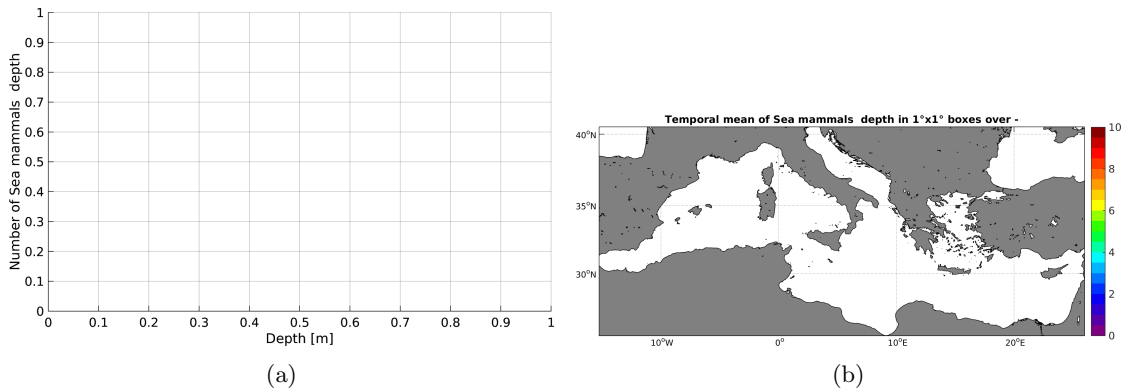 1
0.9
0.8
0.7
0.6
0.5
0.4
0.3
0.2
0.1
0
Number of Sea mammals  depth
0 0.1 0.2 0.3 0.4 0.5 0.6 0.7 0.8 0.9 1
Depth [m]
(a)
Temporal mean of Sea mammals  depth in 1°x1° boxes over -
40°N
35°N
30°N
10°W 0° 10°E 20°E
10
8
6
4
2
0
(b)